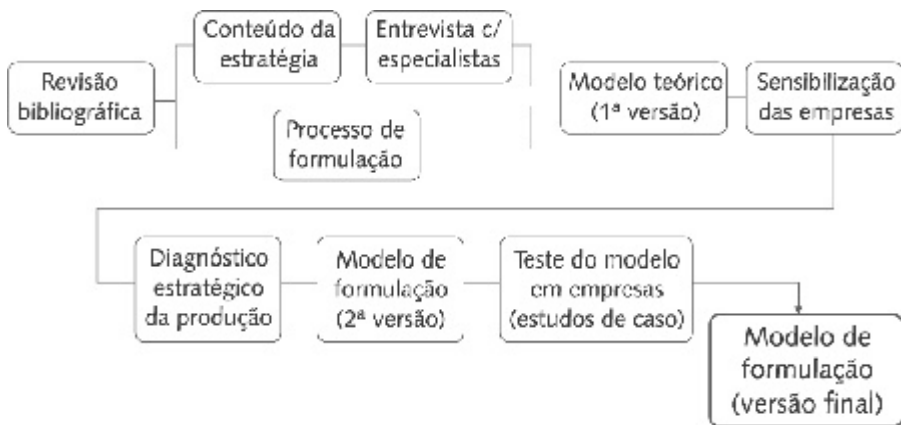 Revisão
bibliográfica
Conteúdo da
estratégia
Entrevista c/
especialistas
Processo de
formulação
Modelo teórico
(1ª versão)
Sensibilização
das empresas
Diagnóstico
estratégico
da produção
Modelo de
formulação
(2ª versão)
Teste do modelo
em empresas
(estudos de caso)
Modelo de
formulação
(versão final)